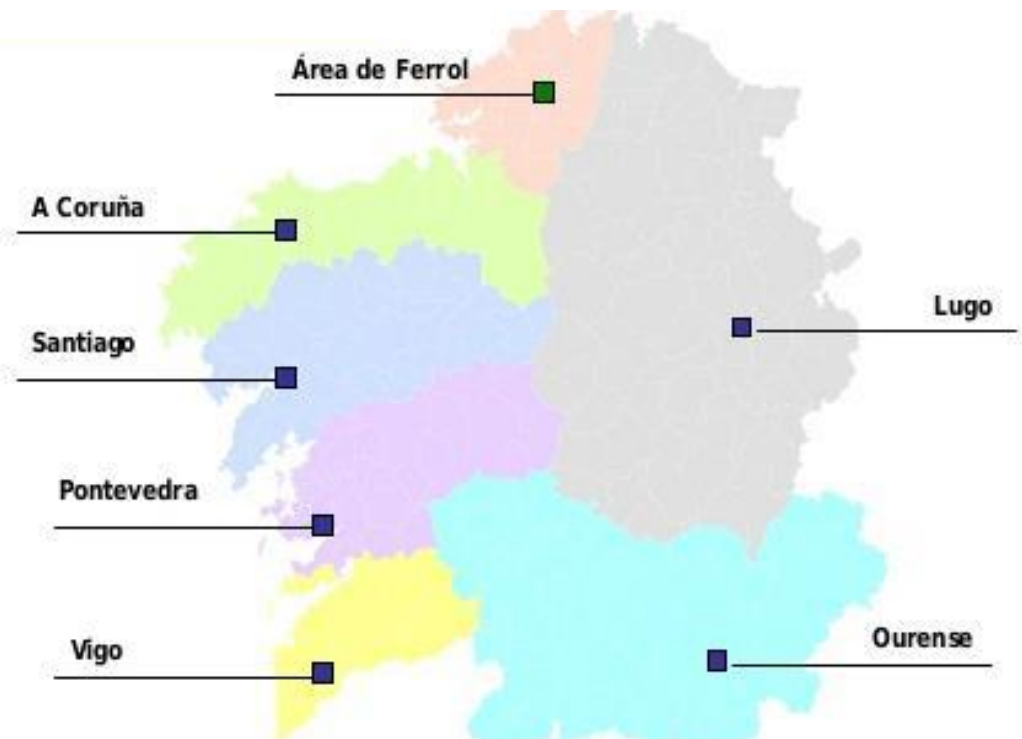 Área de Ferrol
A Coruña
Lugo
Santiago
Pontevedra
Ourense
Vigo